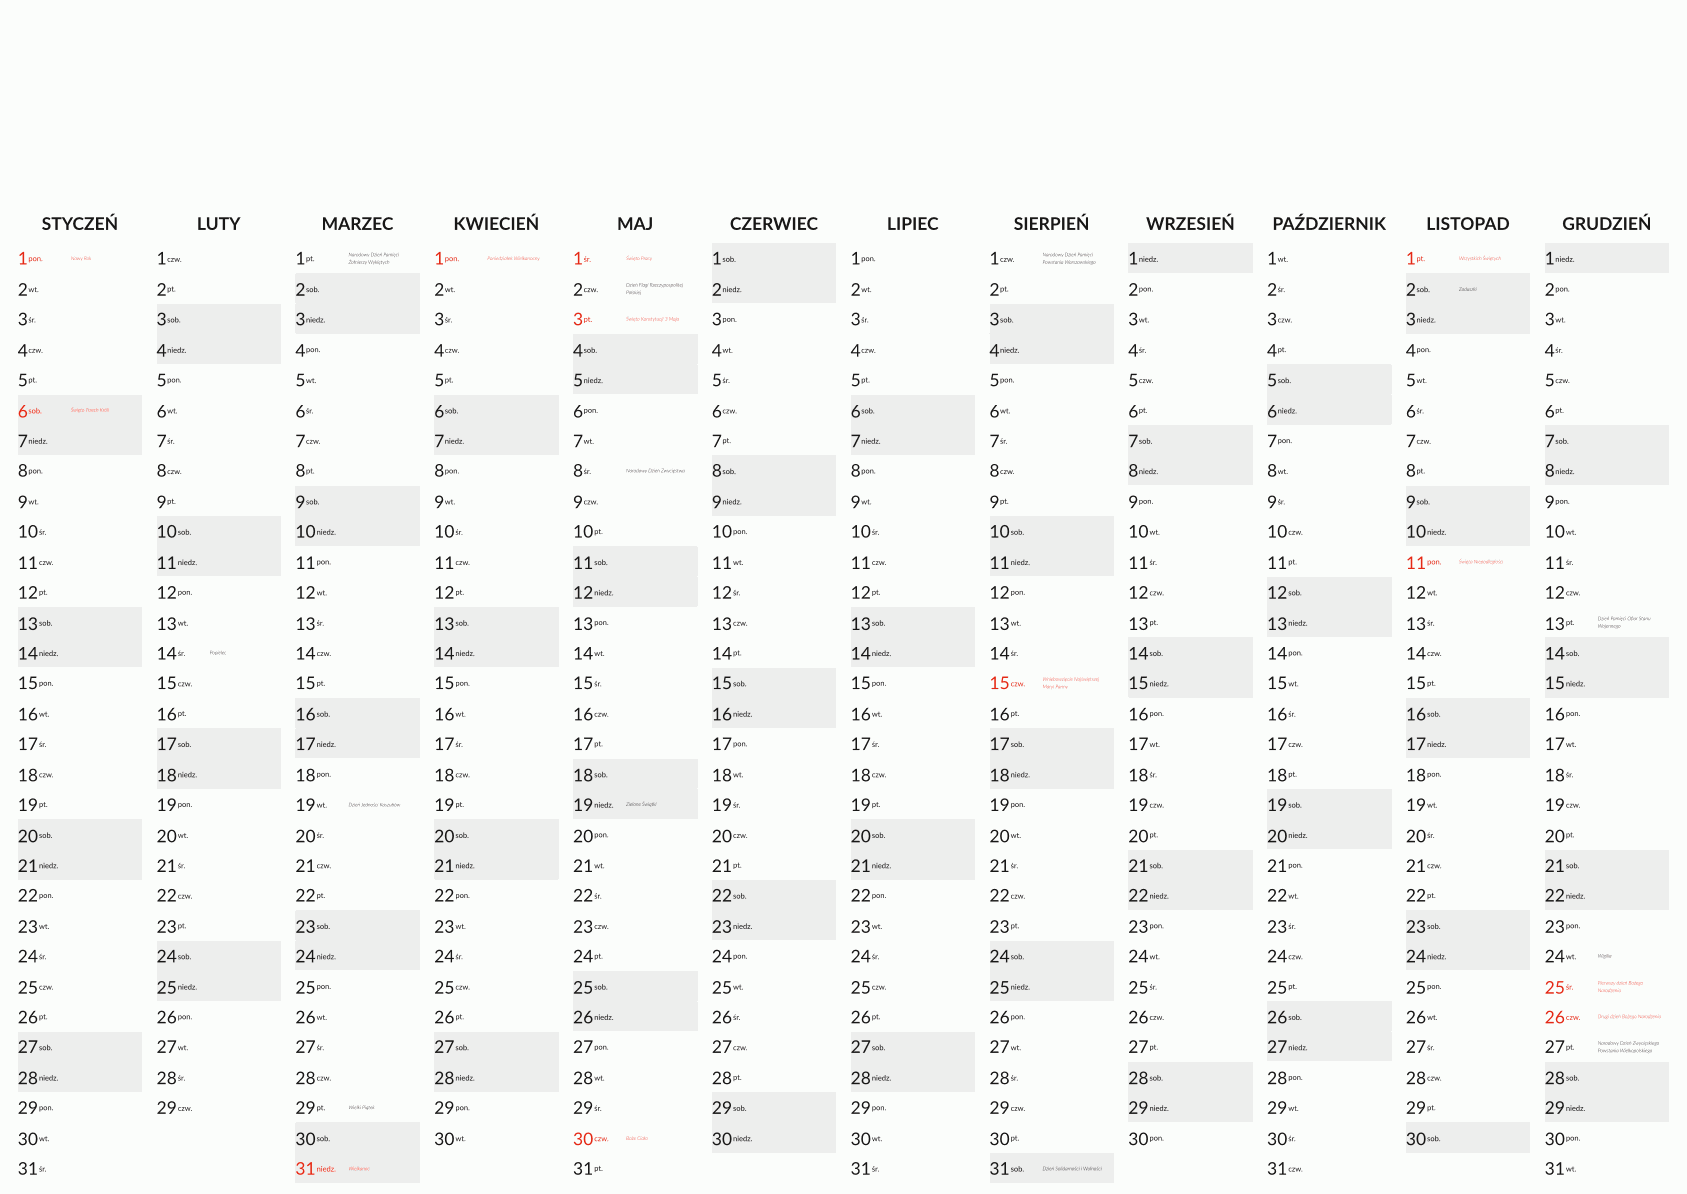 STYCZEŃ
1 pon. Nowy Rok
2 wt.
3 śr.
4 czw.
5 pt.
6 sob. Święto Trzech Króli
7 niedz.
8 pon.
9 wt.
10 śr.
11 czw.
12 pt.
13 sob.
14 niedz.
15 pon.
16 wt.
17 śr.
18 czw.
19 pt.
20 sob.
21 niedz.
22 pon.
23 wt.
24 śr.
25 czw.
26 pt.
27 sob.
28 niedz.
29 pon.
30 wt.
31 śr.
LUTY
1 czw.
2 pt.
3 sob.
4 niedz.
5 pon.
6 wt.
7 śr.
8 czw.
9 pt.
10 sob.
11 niedz.
12 pon.
13 wt.
14 śr. Popielec
15 czw.
16 pt.
17 sob.
18 niedz.
19 pon.
20 wt.
21 śr.
22 czw.
23 pt.
24 sob.
25 niedz.
26 pon.
27 wt.
28 śr.
29 czw.
MARZEC
1 pt. Narodowy Dzień Pamięci
Żołnierzy Wyklętych
2 sob.
3 niedz.
4 pon.
5 wt.
6 śr.
7 czw.
8 pt.
9 sob.
10 niedz.
11 pon.
12 wt.
13 śr.
14 czw.
15 pt.
16 sob.
17 niedz.
18 pon.
19 wt. Dzień Jedności Kaszubów
20 śr.
21 czw.
22 pt.
23 sob.
24 niedz.
25 pon.
26 wt.
27 śr.
28 czw.
29 pt. Wielki Piątek
30 sob.
31 niedz. Wielkanoc
KWIECIEŃ
1 pon. Poniedziałek Wielkanocny
2 wt.
3 śr.
4 czw.
5 pt.
6 sob.
7 niedz.
8 pon.
9 wt.
10 śr.
11 czw.
12 pt.
13 sob.
14 niedz.
15 pon.
16 wt.
17 śr.
18 czw.
19 pt.
20 sob.
21 niedz.
22 pon.
23 wt.
24 śr.
25 czw.
26 pt.
27 sob.
28 niedz.
29 pon.
30 wt.
MAJ
1 śr. Święto Pracy
2 czw. Dzień Flagi Rzeczypospolitej
Polskiej
3 pt. Święto Konstytucji 3 Maja
4 sob.
5 niedz.
6 pon.
7 wt.
8 śr. Narodowy Dzień Zwycięstwa
9 czw.
10 pt.
11 sob.
12 niedz.
13 pon.
14 wt.
15 śr.
16 czw.
17 pt.
18 sob.
19 niedz. Zielone Świątki
20 pon.
21 wt.
22 śr.
23 czw.
24 pt.
25 sob.
26 niedz.
27 pon.
28 wt.
29 śr.
30 czw. Boże Ciało
31 pt.
CZERWIEC
1 sob.
2 niedz.
3 pon.
4 wt.
5 śr.
6 czw.
7 pt.
8 sob.
9 niedz.
10 pon.
11 wt.
12 śr.
13 czw.
14 pt.
15 sob.
16 niedz.
17 pon.
18 wt.
19 śr.
20 czw.
21 pt.
22 sob.
23 niedz.
24 pon.
25 wt.
26 śr.
27 czw.
28 pt.
29 sob.
30 niedz.
LIPIEC
1 pon.
2 wt.
3 śr.
4 czw.
5 pt.
6 sob.
7 niedz.
8 pon.
9 wt.
10 śr.
11 czw.
12 pt.
13 sob.
14 niedz.
15 pon.
16 wt.
17 śr.
18 czw.
19 pt.
20 sob.
21 niedz.
22 pon.
23 wt.
24 śr.
25 czw.
26 pt.
27 sob.
28 niedz.
29 pon.
30 wt.
31 śr.
SIERPIEŃ
1 czw. Narodowy Dzień Pamięci
Powstania Warszawskiego
2 pt.
3 sob.
4 niedz.
5 pon.
6 wt.
7 śr.
8 czw.
9 pt.
10 sob.
11 niedz.
12 pon.
13 wt.
14 śr.
15 czw. Wniebowzięcie Najświętszej
Maryi Panny
16 pt.
17 sob.
18 niedz.
19 pon.
20 wt.
21 śr.
22 czw.
23 pt.
24 sob.
25 niedz.
26 pon.
27 wt.
28 śr.
29 czw.
30 pt.
31 sob. Dzień Solidarności i Wolności
WRZESIEŃ
1 niedz.
2 pon.
3 wt.
4 śr.
5 czw.
6 pt.
7 sob.
8 niedz.
9 pon.
10 wt.
11 śr.
12 czw.
13 pt.
14 sob.
15 niedz.
16 pon.
17 wt.
18 śr.
19 czw.
20 pt.
21 sob.
22 niedz.
23 pon.
24 wt.
25 śr.
26 czw.
27 pt.
28 sob.
29 niedz.
30 pon.
PAŹDZIERNIK
1 wt.
2 śr.
3 czw.
4 pt.
5 sob.
6 niedz.
7 pon.
8 wt.
9 śr.
10 czw.
11 pt.
12 sob.
13 niedz.
14 pon.
15 wt.
16 śr.
17 czw.
18 pt.
19 sob.
20 niedz.
21 pon.
22 wt.
23 śr.
24 czw.
25 pt.
26 sob.
27 niedz.
28 pon.
29 wt.
30 śr.
31 czw.
LISTOPAD
1 pt. Wszystkich Świętych
2 sob. Zaduszki
3 niedz.
4 pon.
5 wt.
6 śr.
7 czw.
8 pt.
9 sob.
10 niedz.
11 pon. Święto Niepodległości
12 wt.
13 śr.
14 czw.
15 pt.
16 sob.
17 niedz.
18 pon.
19 wt.
20 śr.
21 czw.
22 pt.
23 sob.
24 niedz.
25 pon.
26 wt.
27 śr.
28 czw.
29 pt.
30 sob.
GRUDZIEŃ
1 niedz.
2 pon.
3 wt.
4 śr.
5 czw.
6 pt.
7 sob.
8 niedz.
9 pon.
10 wt.
11 śr.
12 czw.
13 pt. Dzień Pamięci Ofiar Stanu
Wojennego
14 sob.
15 niedz.
16 pon.
17 wt.
18 śr.
19 czw.
20 pt.
21 sob.
22 niedz.
23 pon.
24 wt. Wigilia
25 śr. Pierwszy dzień Bożego
Narodzenia
26 czw. Drugi dzień Bożego Narodzenia
27 pt. Narodowy Dzień Zwycięskiego
Powstania Wielkopolskiego
28 sob.
29 niedz.
30 pon.
31 wt.